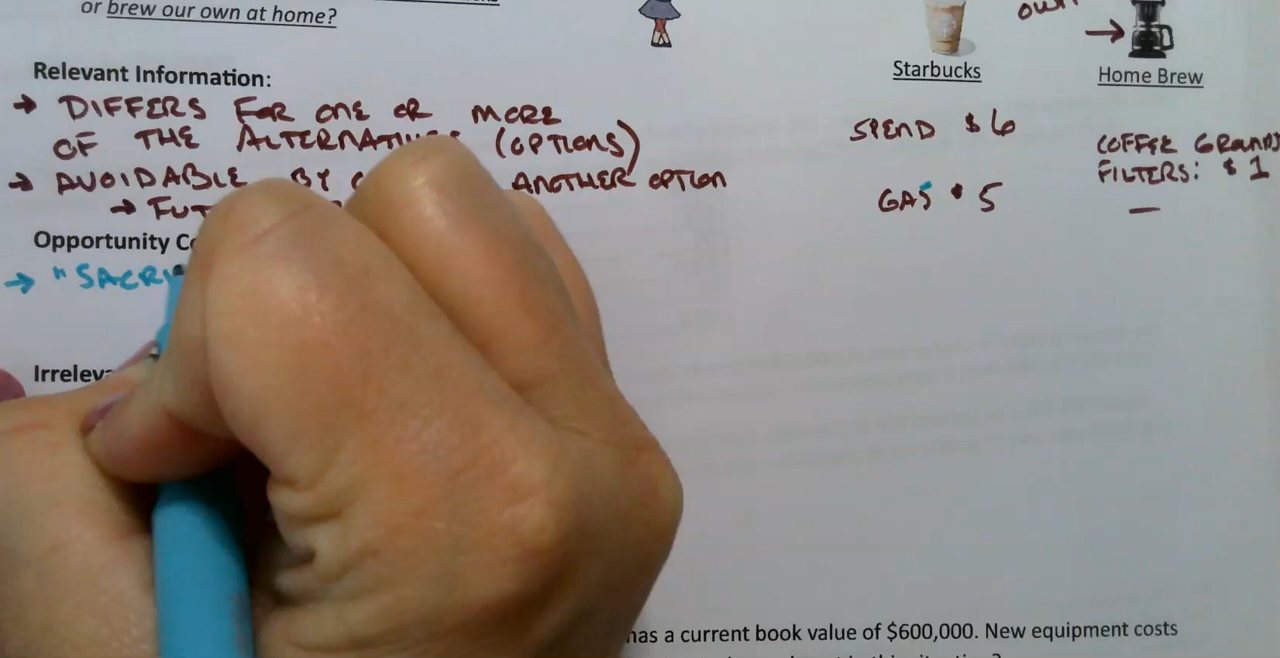 or brew our own at home?
own
Starbucks
Home Brew
Relevant Information:
→ DIFFERS FOR ONE OR MORE
OF THE ALTERNATIVES (OPTIONS)
→ AVOIDABLE BY ANOTHER OPTION
→
SPEND $6
COFFEE
FILTERS: $1
GAS $5
—
Opportunity
→ "SACRI
Irreleva
has a current book value of $600,000. New equipment costs